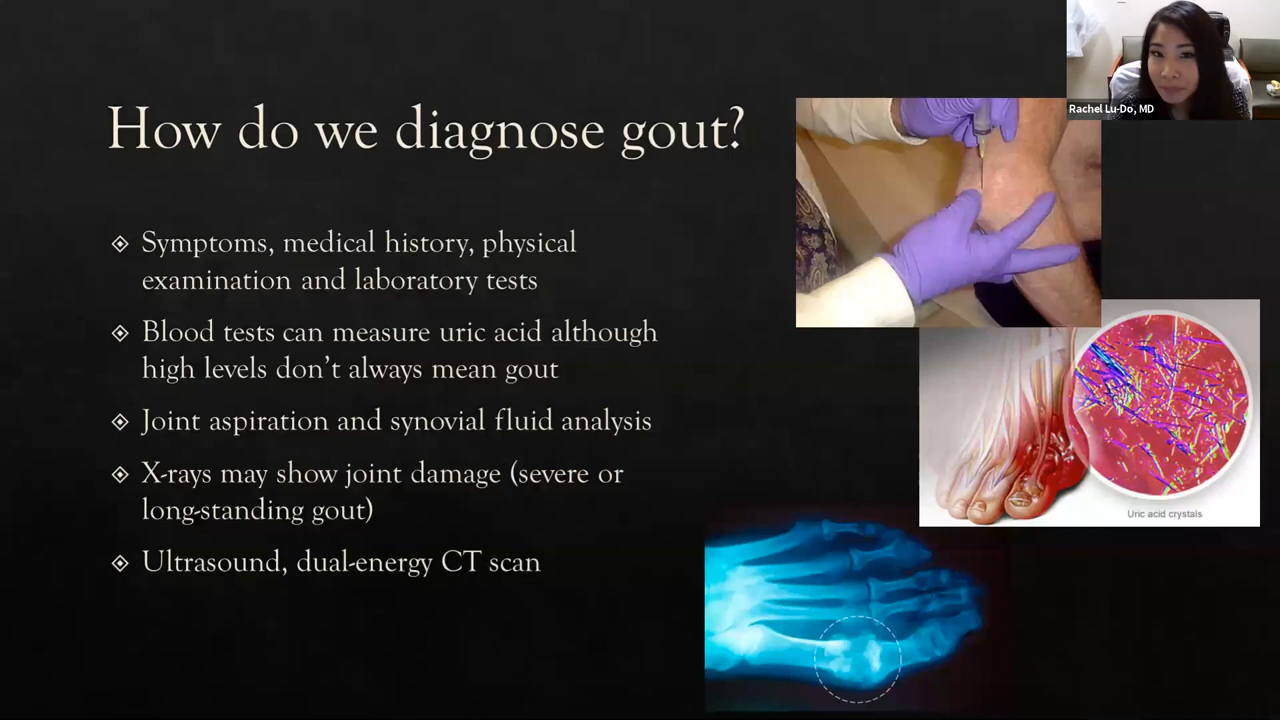 Rachel Lu-Do, MD
How do we diagnose gout?
Symptoms, medical history, physical
examination and laboratory tests
Blood tests can measure uric acid although
high levels don't always mean gout
Joint aspiration and synovial fluid analysis
X-rays may show joint damage (severe or
long-standing gout)
Ultrasound, dual-energy CT scan
Uric acid crystals